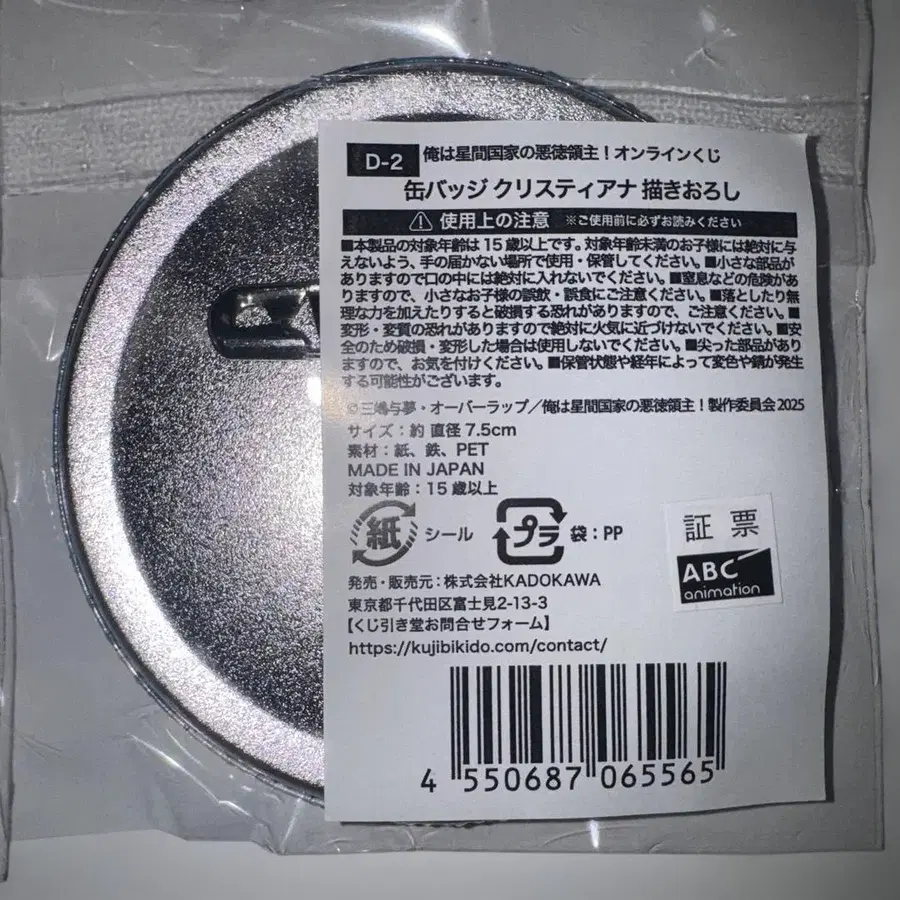 D-2 俺は星間国家の悪徳領主！オンラインくじ
缶バッジ クリスティアナ 描きおろし
使用上の注意 ※ご使用前に必ずお読みください
■本製品の対象年齢は15歳以上です。対象年齢未満のお子様には絶対に与
えないよう、手の届かない場所で使用・保管してください。■小さな部品が
ありますので口の中には絶対に入れないでください。■窒息などの危険があ
りますので、小さなお子様の誤飲・誤食にご注意ください。■落としたり無
理な力を加えたりすると破損する恐れがありますので、ご注意ください。■
変形・変質の恐れがありますので絶対に火気に近づけないでください。■安
全のため破損・変形した場合は使用しないでください。■尖った部品があり
ますので、お気を付けください。■保管状態や経年によって変色や錆が発生
する可能性がございます。
©三嶋与夢・オーバーラップ／俺は星間国家の悪徳領主！製作委員会2025
サイズ：約 直径7.5cm
素材：紙、鉄、PET
MADE IN JAPAN
対象年齢：15歳以上
紙 シール プラ 袋：PP
証票
ABC
animation
発売・販売元：株式会社KADOKAWA
東京都千代田区富士見2-13-3
【くじ引き堂お問合せフォーム】
https://kujibikido.com/contact/
4 550687 065565